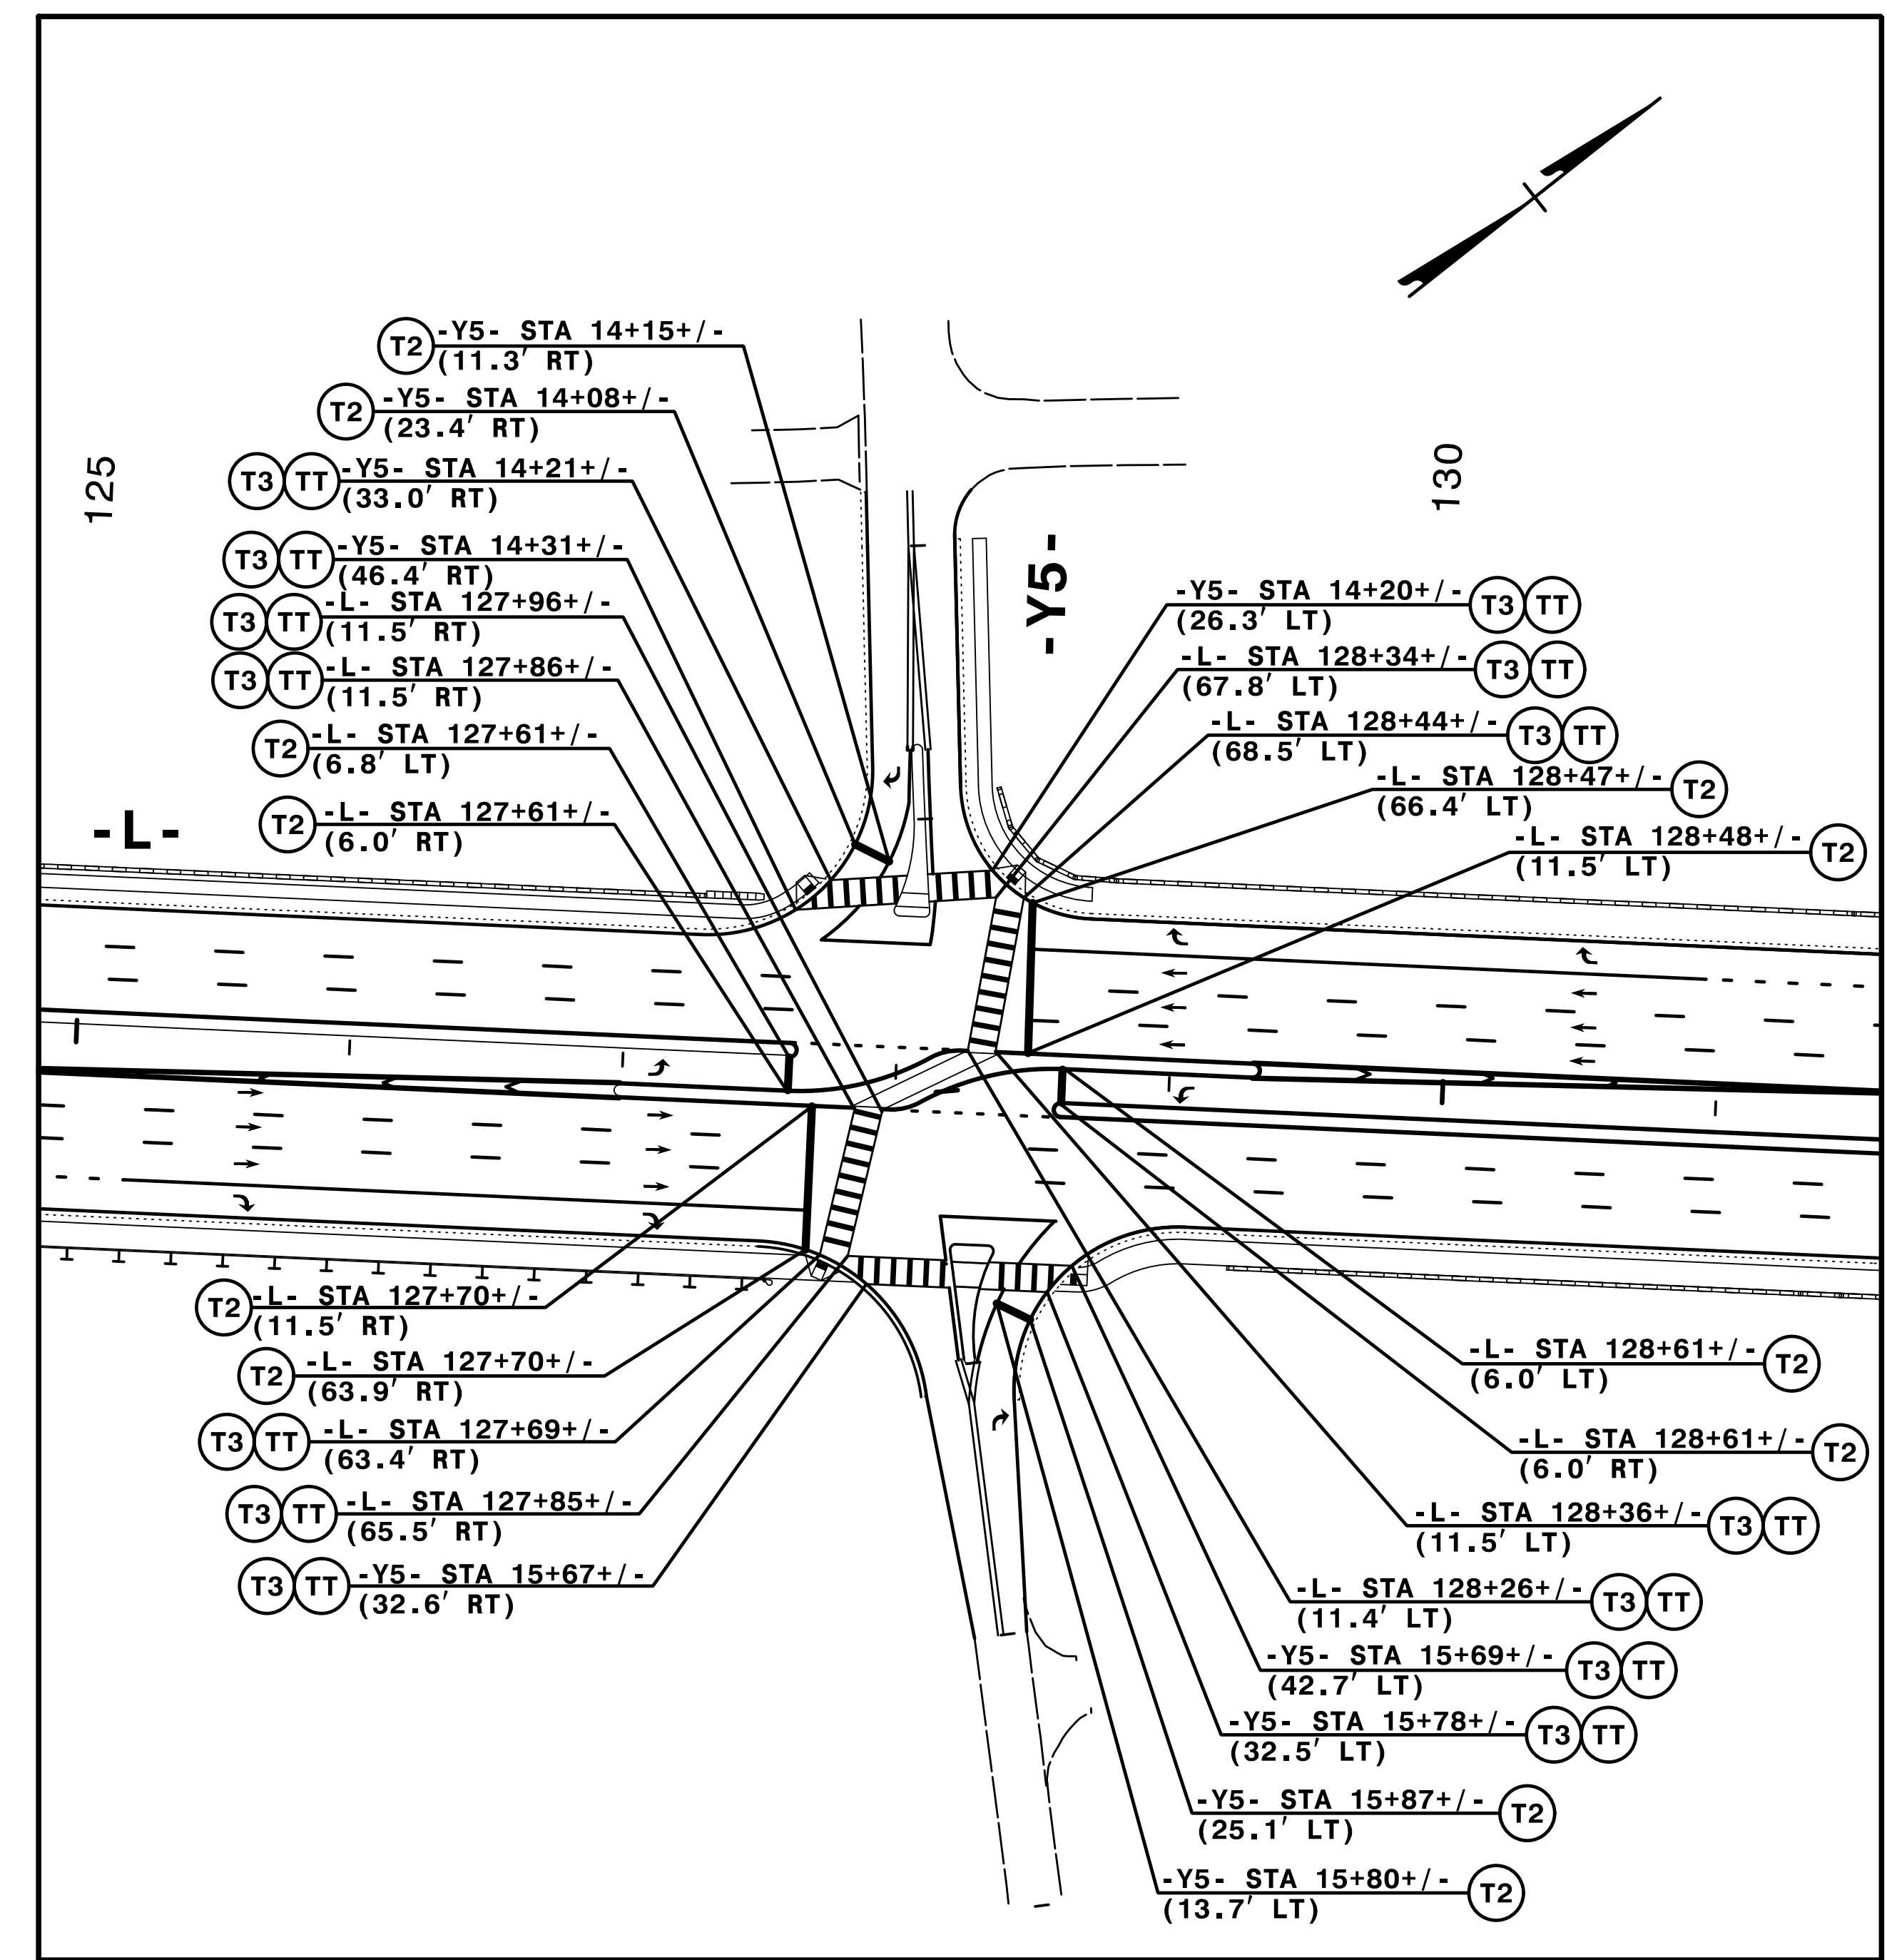 T2 -Y5- STA 14+15+/-
(11.3' RT)
T2 -Y5- STA 14+08+/-
(23.4' RT)
T3 TT -Y5- STA 14+21+/-
(33.0' RT)
T3 TT -Y5- STA 14+31+/-
(46.4' RT)
T3 TT -L- STA 127+96+/-
(11.5' RT)
T3 TT -L- STA 127+86+/-
(11.5' RT)
T2 -L- STA 127+61+/-
(6.8' LT)
T2 -L- STA 127+61+/-
(6.0' RT)
125
-L-
130
-Y5-
-Y5- STA 14+20+/- T3 TT
(26.3' LT)
-L- STA 128+34+/- T3 TT
(67.8' LT)
-L- STA 128+44+/- T3 TT
(68.5' LT)
-L- STA 128+47+/- T2
(66.4' LT)
-L- STA 128+48+/- T2
(11.5' LT)
T2 -L- STA 127+70+/-
(11.5' RT)
T2 -L- STA 127+70+/-
(63.9' RT)
T3 TT -L- STA 127+69+/-
(63.4' RT)
T3 TT -L- STA 127+85+/-
(65.5' RT)
T3 TT -Y5- STA 15+67+/-
(32.6' RT)
-L- STA 128+61+/- T2
(6.0' LT)
-L- STA 128+61+/- T2
(6.0' RT)
-L- STA 128+36+/- T3 TT
(11.5' LT)
-L- STA 128+26+/- T3 TT
(11.4' LT)
-Y5- STA 15+69+/- T3 TT
(42.7' LT)
-Y5- STA 15+78+/- T3 TT
(32.5' LT)
-Y5- STA 15+87+/- T2
(25.1' LT)
-Y5- STA 15+80+/- T2
(13.7' LT)